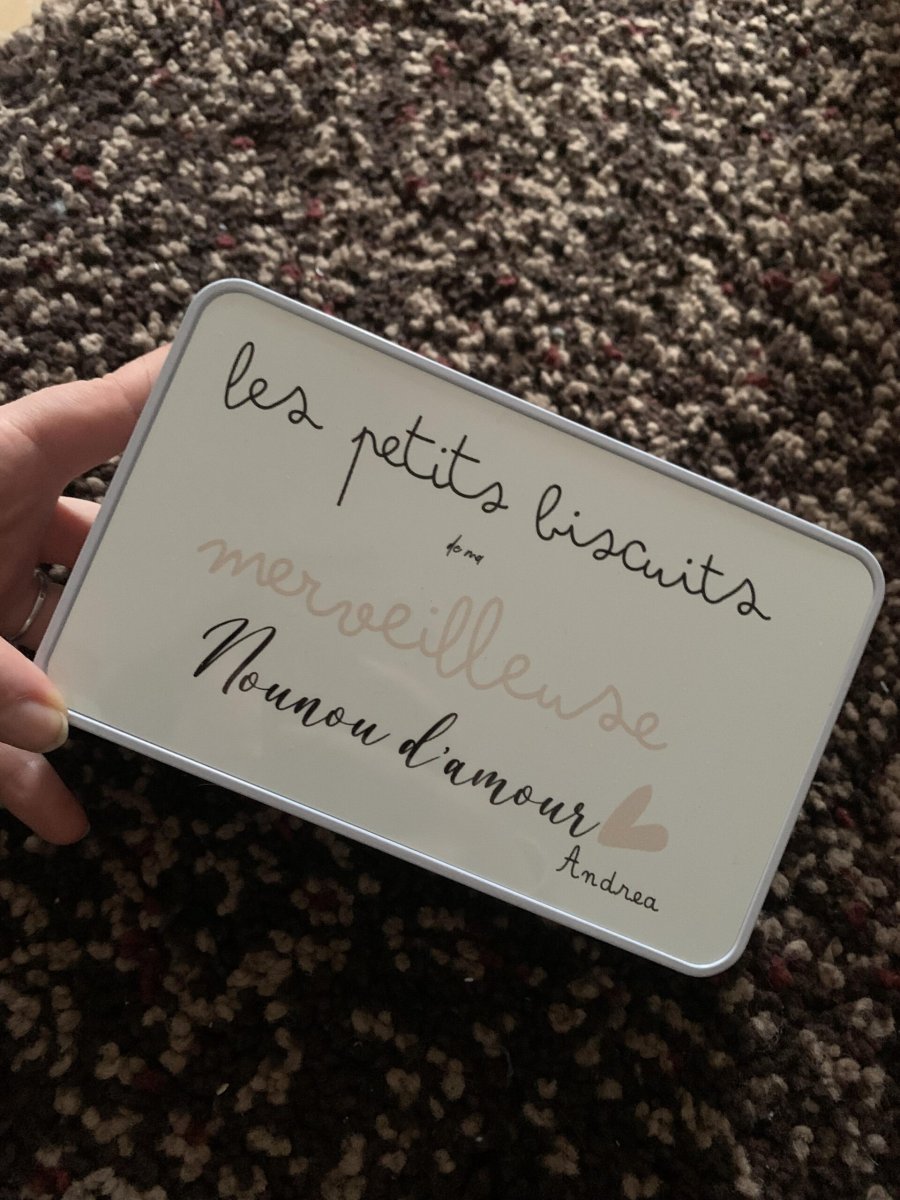 les petits biscuits
de ma
merveilleuse
Nounou d'amour
Andrea